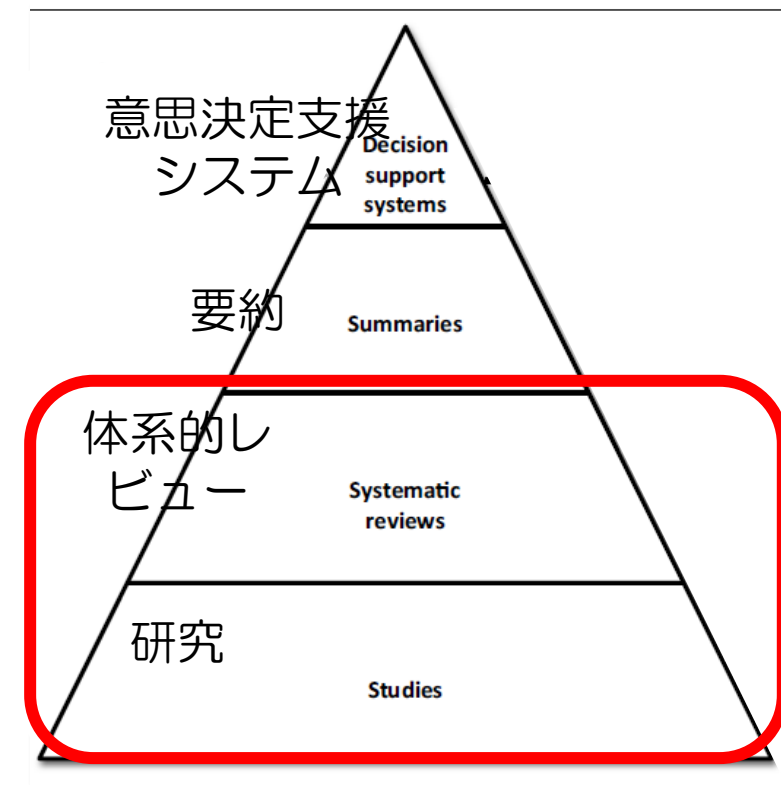 意思決定支援
システム
Decision
support
systems
要約
Summaries
体系的レ
ビュー
Systematic
reviews
研究
Studies